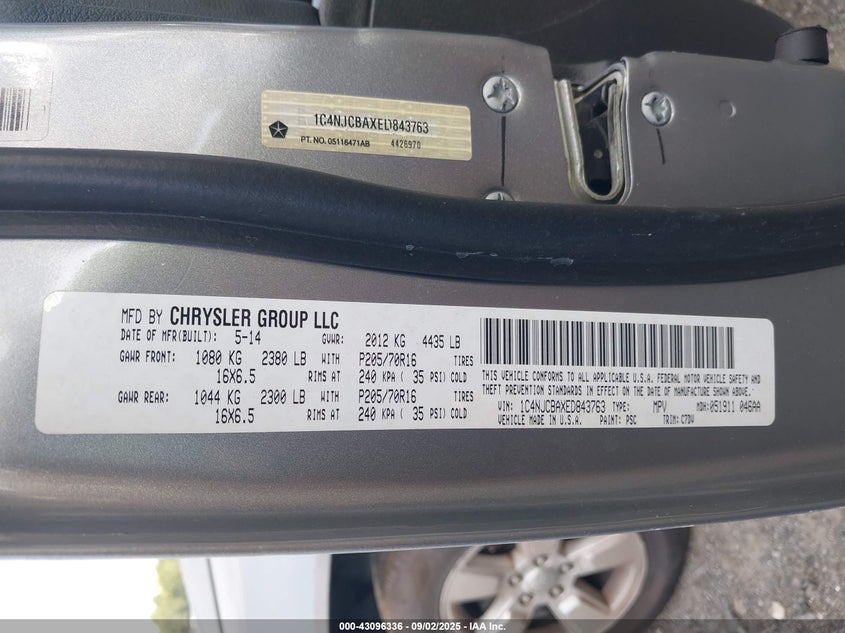 1C4NJCBAXED843763
PT. NO. 05116471AB 4426970
MFD BY CHRYSLER GROUP LLC
DATE OF MFR(BUILT): 5-14 GVWR: 2012 KG 4435 LB
GAWR FRONT: 1080 KG 2380 LB WITH P205/70R16 TIRES
16X6.5 RIMS AT 240 KPA ( 35 PSI) COLD
GAWR REAR: 1044 KG 2300 LB WITH P205/70R16 TIRES
16X6.5 RIMS AT 240 KPA ( 35 PSI) COLD
THIS VEHICLE CONFORMS TO ALL APPLICABLE U.S.A. FEDERAL MOTOR VEHICLE SAFETY AND
THEFT PREVENTION STANDARDS IN EFFECT ON THE DATE OF MANUFACTURE SHOWN ABOVE.
VIN: 1C4NJCBAXED843763 TYPE: MPV MDH:051911 046AA
VEHICLE MADE IN U.S.A. PAINT: PSC TRIM: C7DV
000-43096336 - 09/02/2025 - IAA Inc.